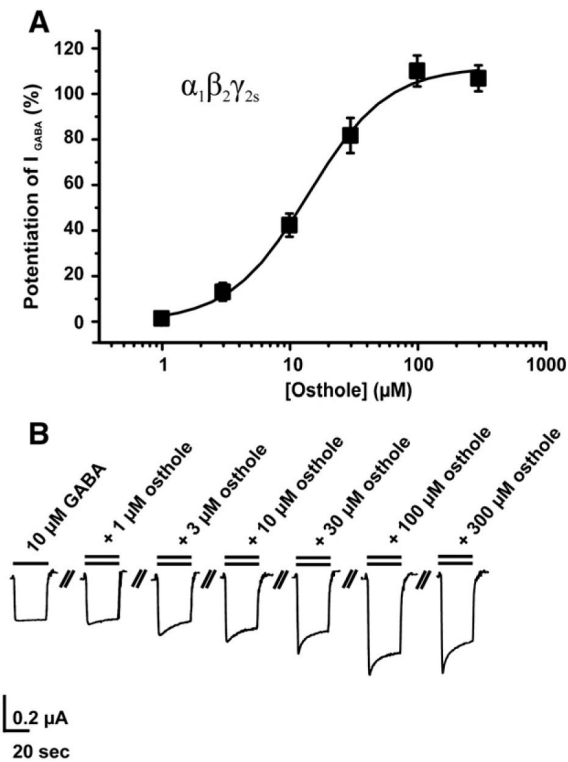 A
α₁β₂γ₂ₛ
Potentiation of I GABA (%)
120
100
80
60
40
20
0
1
10
100
1000
[Osthole] (µM)
B
10 µM GABA
+ 1 µM osthole
+ 3 µM osthole
+ 10 µM osthole
+ 30 µM osthole
+ 100 µM osthole
+ 300 µM osthole
0.2 µA
20 sec